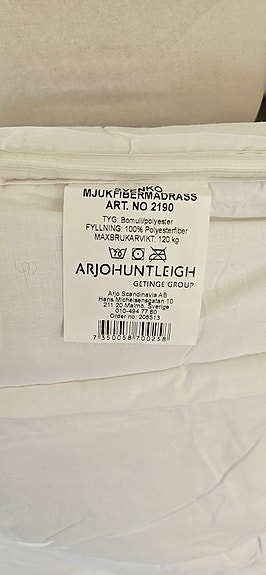 MJUKFIBERMADRASS
ART. NO 2190
TYG: Bomull/polyester
FYLLNING: 100% Polyesterfiber
MAXBRUKARVIKT: 120 kg
70
ARJOHUNTLEIGH
GETINGE GROUP
Arjo Scandinavia AB
Hans Michelsensgatan 10
211 20 Malmö, Sverige
010-494 77 60
Order no: 208513
7 350058 700258